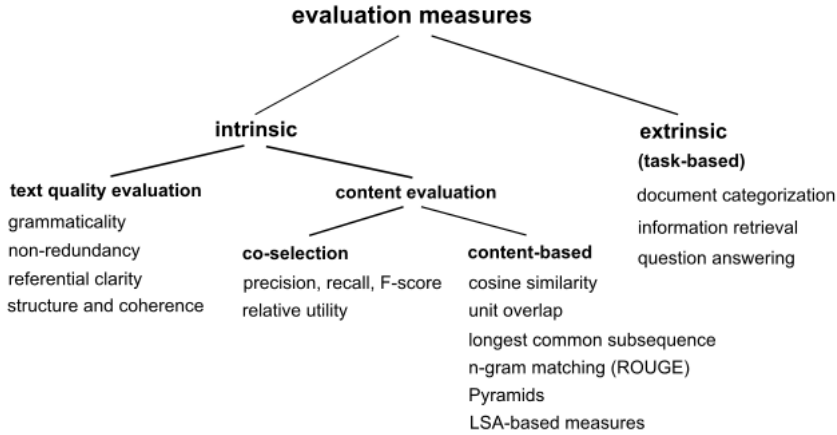 evaluation measures
intrinsic
extrinsic
(task-based)
text quality evaluation
grammaticality
non-redundancy
referential clarity
structure and coherence
content evaluation
co-selection
precision, recall, F-score
relative utility
content-based
cosine similarity
unit overlap
longest common subsequence
n-gram matching (ROUGE)
Pyramids
LSA-based measures
document categorization
information retrieval
question answering